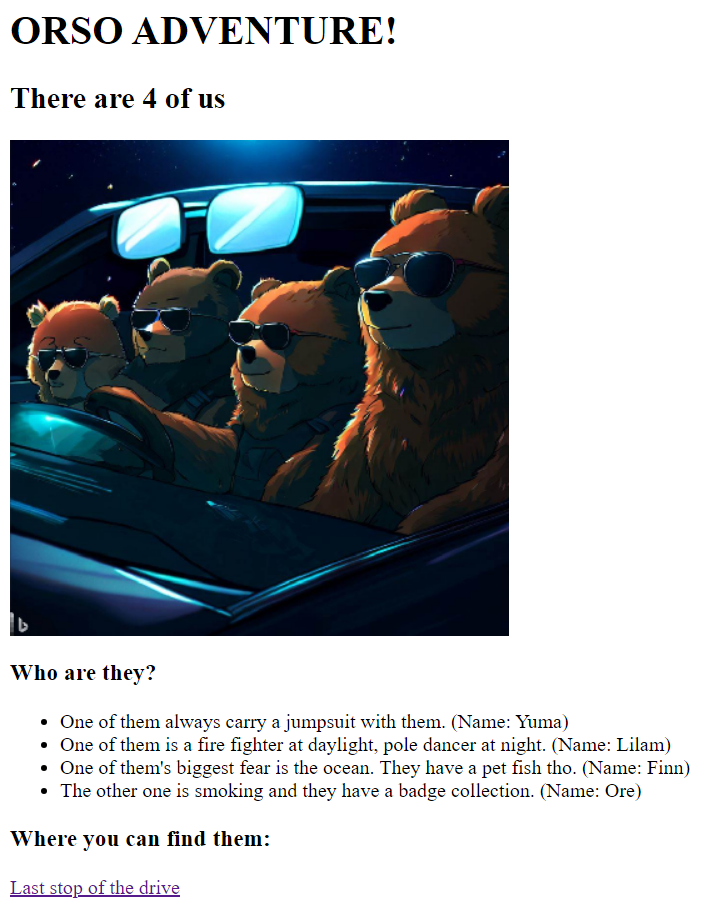 ORSO ADVENTURE!
There are 4 of us
Who are they?
One of them always carry a jumpsuit with them. (Name: Yuma)
One of them is a fire fighter at daylight, pole dancer at night. (Name: Lilam)
One of them's biggest fear is the ocean. They have a pet fish tho. (Name: Finn)
The other one is smoking and they have a badge collection. (Name: Ore)
Where you can find them:
Last stop of the drive